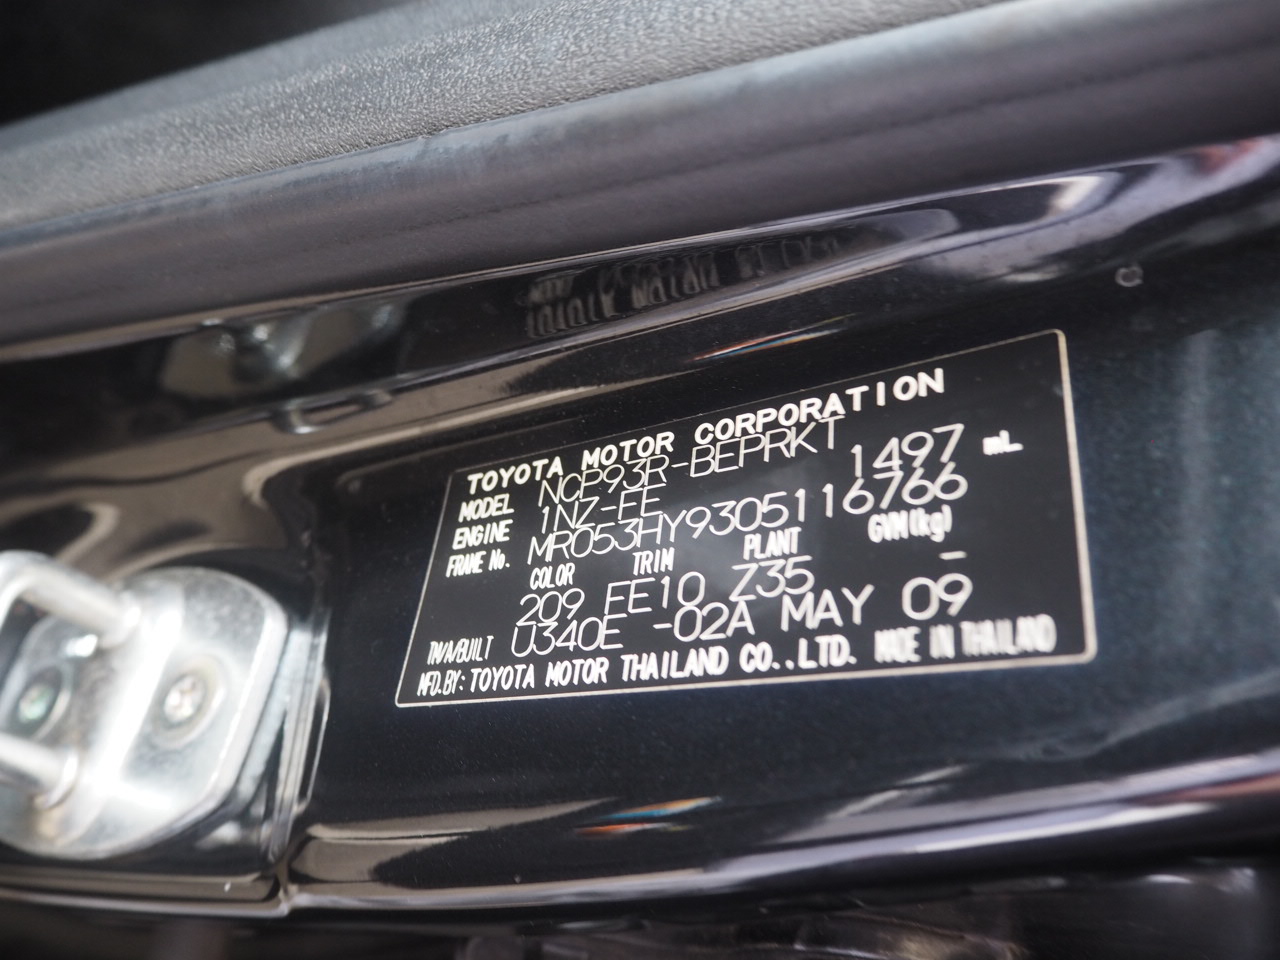 TOYOTA MOTOR CORPORATION
MODEL NCP93R-BEPRKT
ENGINE 1NZ-FE 1497 mL
FRAME No. MR053HY9305116766
COLOR TRIM PLANT GVM(kg)
209 FE10 Z35 –
TM/A/BUILT U340E -02A MAY 09
MFD.BY: TOYOTA MOTOR THAILAND CO.,LTD. MADE IN THAILAND